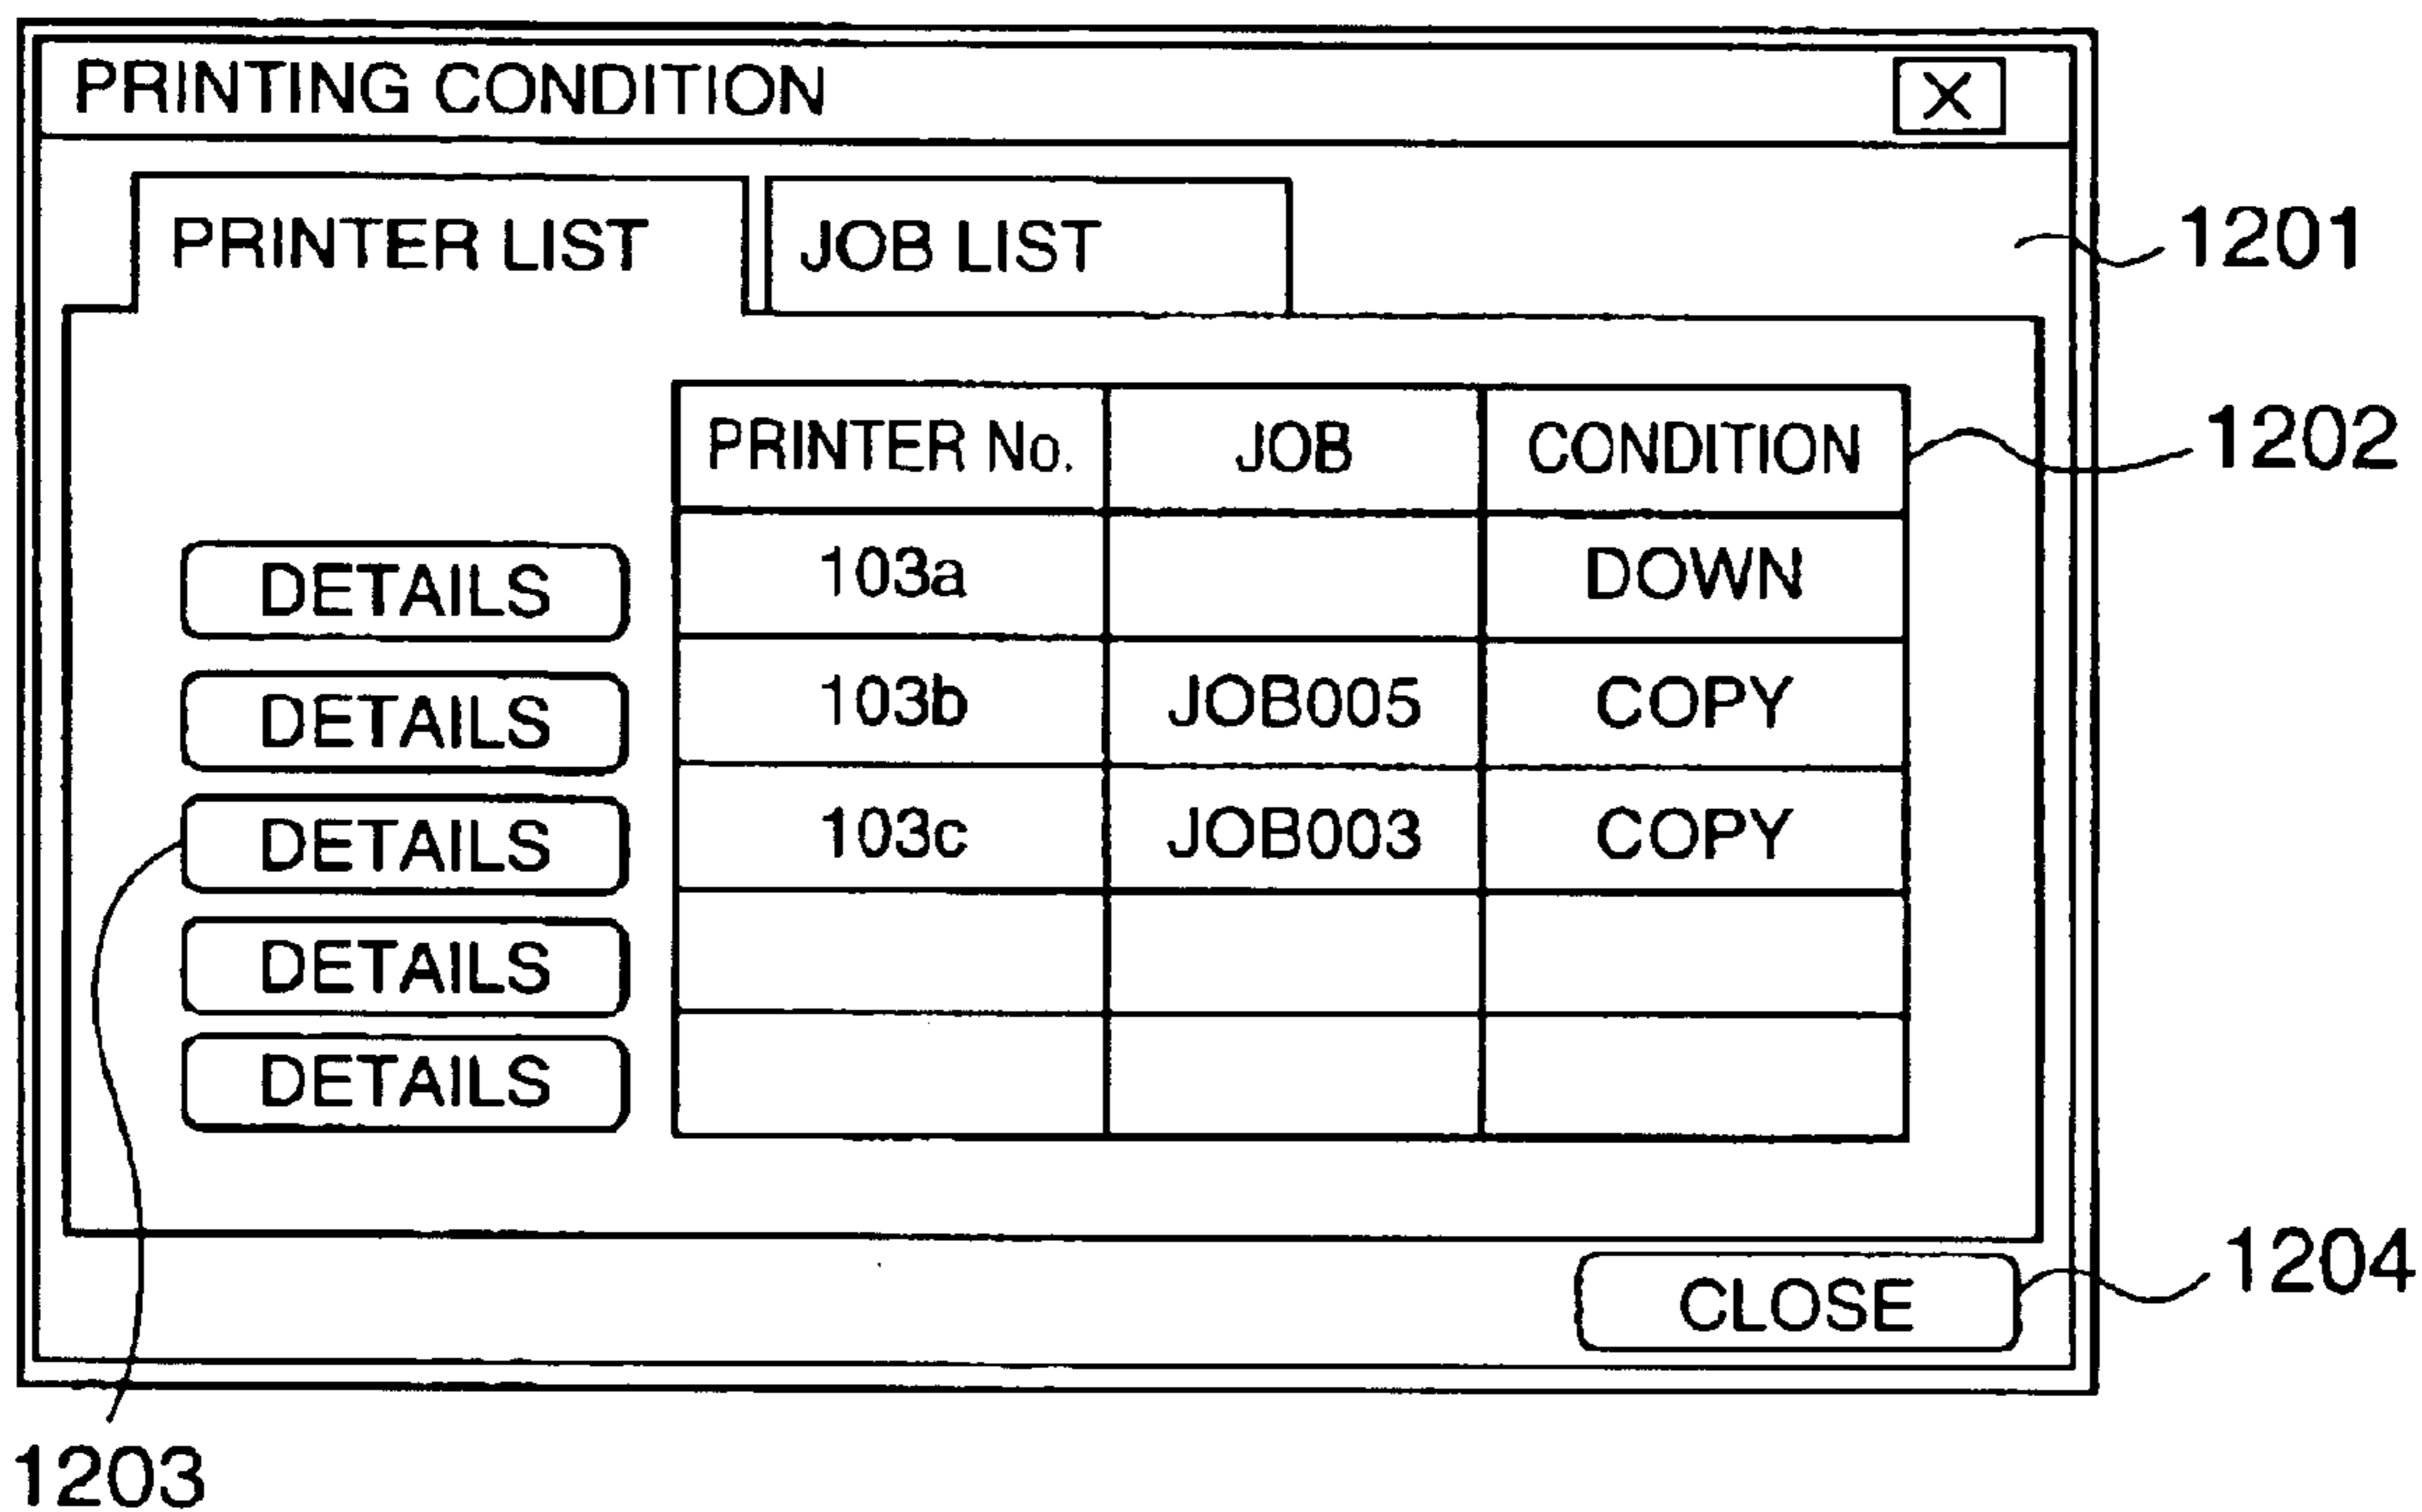 PRINTING CONDITION X
PRINTER LIST JOB LIST 1201
PRINTER No. JOB CONDITION 1202
DETAILS 103a DOWN
DETAILS 103b JOB005 COPY
DETAILS 103c JOB003 COPY
DETAILS
DETAILS
CLOSE 1204
1203